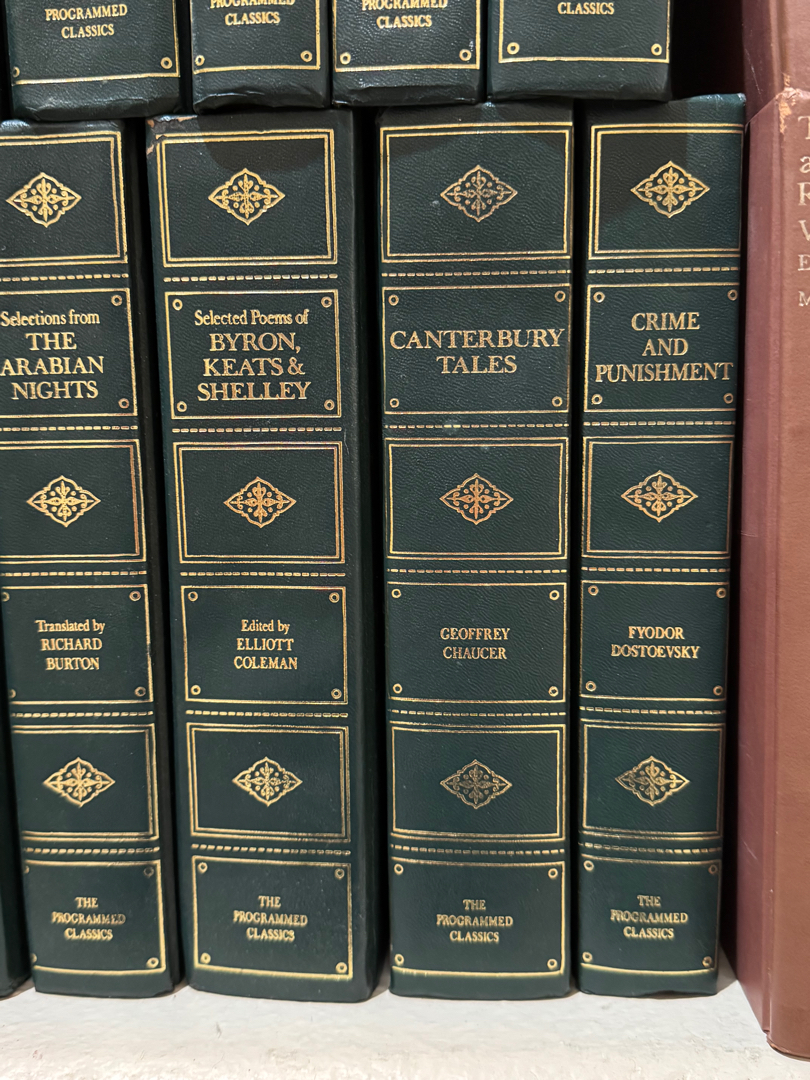 PROGRAMMED
CLASSICS
PROGRAMMED
CLASSICS
PROGRAMMED
CLASSICS
CLASSICS
Selections from
THE
ARABIAN
NIGHTS
Translated by
RICHARD
BURTON
THE
PROGRAMMED
CLASSICS
Selected Poems of
BYRON,
KEATS &
SHELLEY
Edited by
ELLIOTT
COLEMAN
THE
PROGRAMMED
CLASSICS
CANTERBURY
TALES
GEOFFREY
CHAUCER
THE
PROGRAMMED
CLASSICS
CRIME
AND
PUNISHMENT
FYODOR
DOSTOEVSKY
THE
PROGRAMMED
CLASSICS